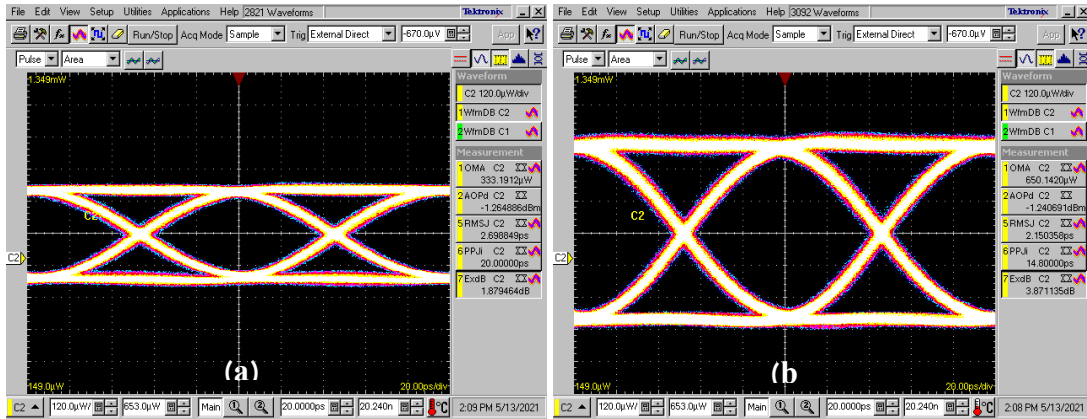 File Edit View Setup Utilities Applications Help 2821 Waveforms Tektronix
Run/Stop Acq Mode Sample Trig External Direct -670.0µV App
Pulse Area
1.349mW
C2
C2
149.0µW
(a)
20.00ps/div
Waveform
C2 120.0µW/div
1 WfmDB C2
2 WfmDB C1
Measurement
1 OMA C2
333.1912µW
2 AOPd C2
-1.264886dBm
5 RMSJ C2
2.698849ps
6 PPJi C2
20.00000ps
7 ExdB C2
1.879464dB
C2 120.0µW/ 653.0µW Main 1 2 20.0000ps 20.240n °C 2:09 PM 5/13/2021
File Edit View Setup Utilities Applications Help 3092 Waveforms Tektronix
Run/Stop Acq Mode Sample Trig External Direct -670.0µV App
Pulse Area
1.349mW
C2
C2
149.0µW
(b
20.00ps/div
Waveform
C2 120.0µW/div
1 WfmDB C2
2 WfmDB C1
Measurement
1 OMA C2
650.1420µW
2 AOPd C2
-1.240691dBm
5 RMSJ C2
2.150358ps
6 PPJi C2
14.80000ps
7 ExdB C2
3.871135dB
C2 120.0µW/ 653.0µW Main 1 2 20.0000ps 20.240n °C 2:08 PM 5/13/2021